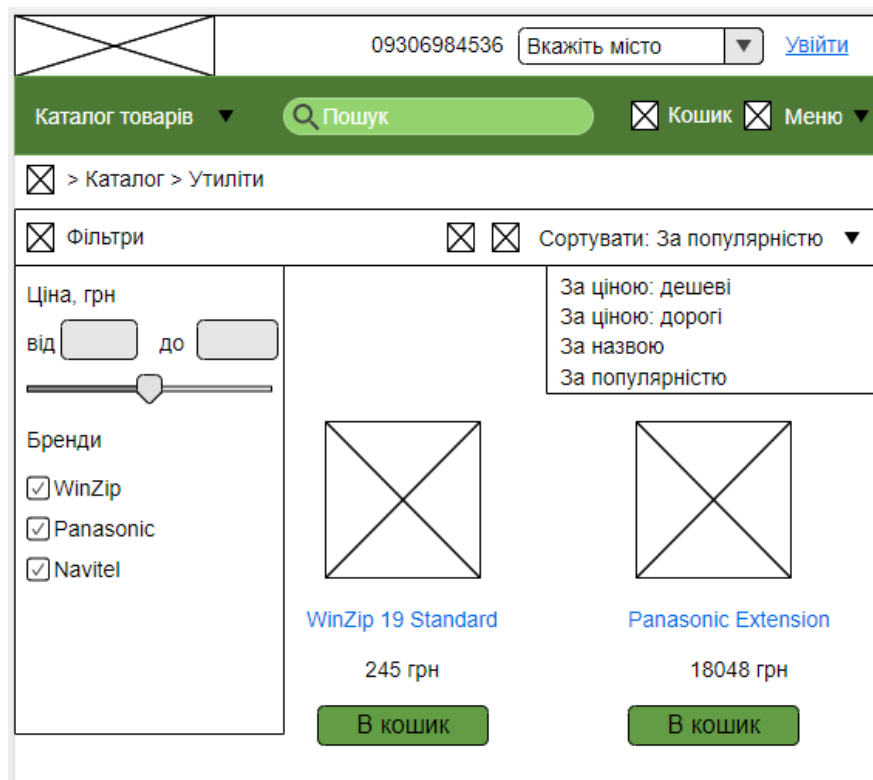 09306984536 Вкажіть місто Увійти
Каталог товарів Пошук Кошик Меню
> Каталог > Утиліти
Фільтри Сортувати: За популярністю
За ціною: дешеві
За ціною: дорогі
За назвою
За популярністю
Ціна, грн
від до
Бренди
WinZip
Panasonic
Navitel
WinZip 19 Standard Panasonic Extension
245 грн 18048 грн
В кошик В кошик